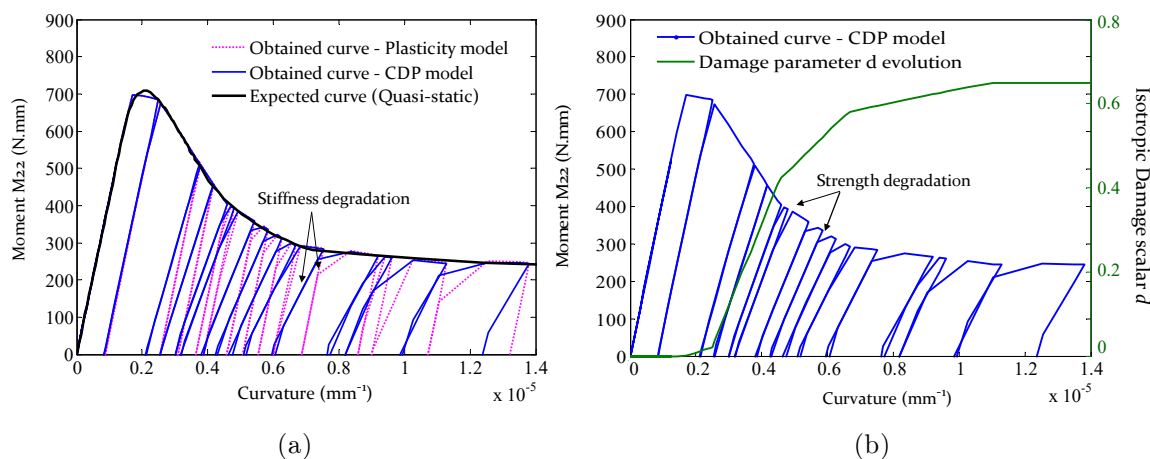 900
800
700
600
500
400
300
200
100
0
Moment M22 (N.mm)
Obtained curve - Plasticity model
Obtained curve - CDP model
Expected curve (Quasi-static)
Stiffness degradation
0
0.2
0.4
0.6
0.8
1
1.2
1.4
Curvature (mm⁻¹)
x 10⁻⁵
(a)
900
800
700
600
500
400
300
200
100
0
Moment M22 (N.mm)
Obtained curve - CDP model
Damage parameter d evolution
Strength degradation
0
0.2
0.4
0.6
0.8
1
1.2
1.4
Curvature (mm⁻¹)
x 10⁻⁵
0.8
0.6
0.4
0.2
0
Isotropic Damage scalar d
(b)